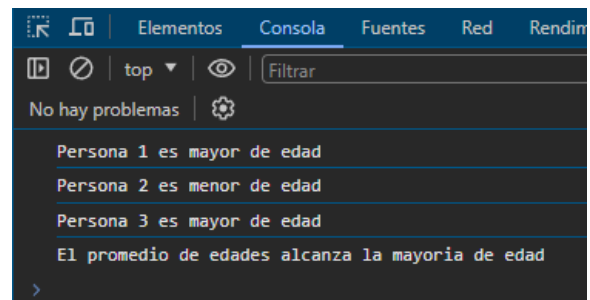 Elementos Consola Fuentes Red Rendim
top Filtrar
No hay problemas
Persona 1 es mayor de edad
Persona 2 es menor de edad
Persona 3 es mayor de edad
El promedio de edades alcanza la mayoria de edad